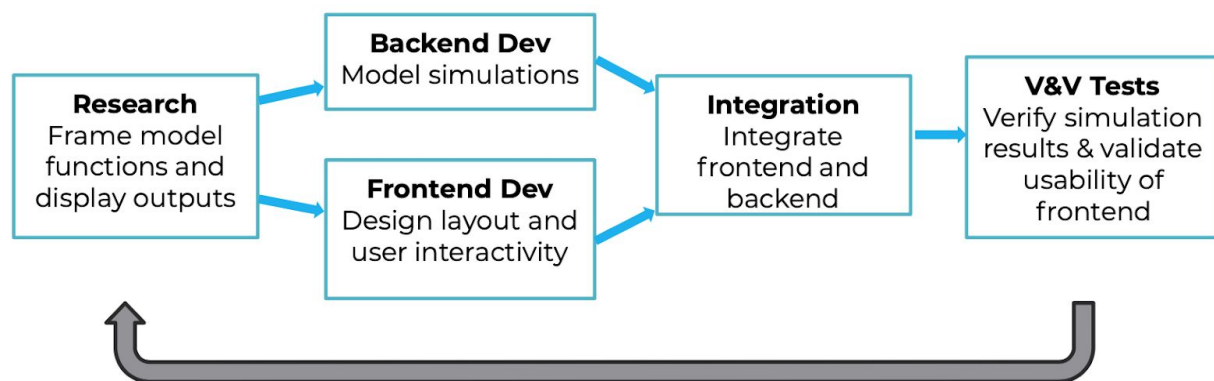 Research
Frame model
functions and
display outputs
Backend Dev
Model simulations
Frontend Dev
Design layout and
user interactivity
Integration
Integrate
frontend and
backend
V&V Tests
Verify simulation
results & validate
usability of
frontend